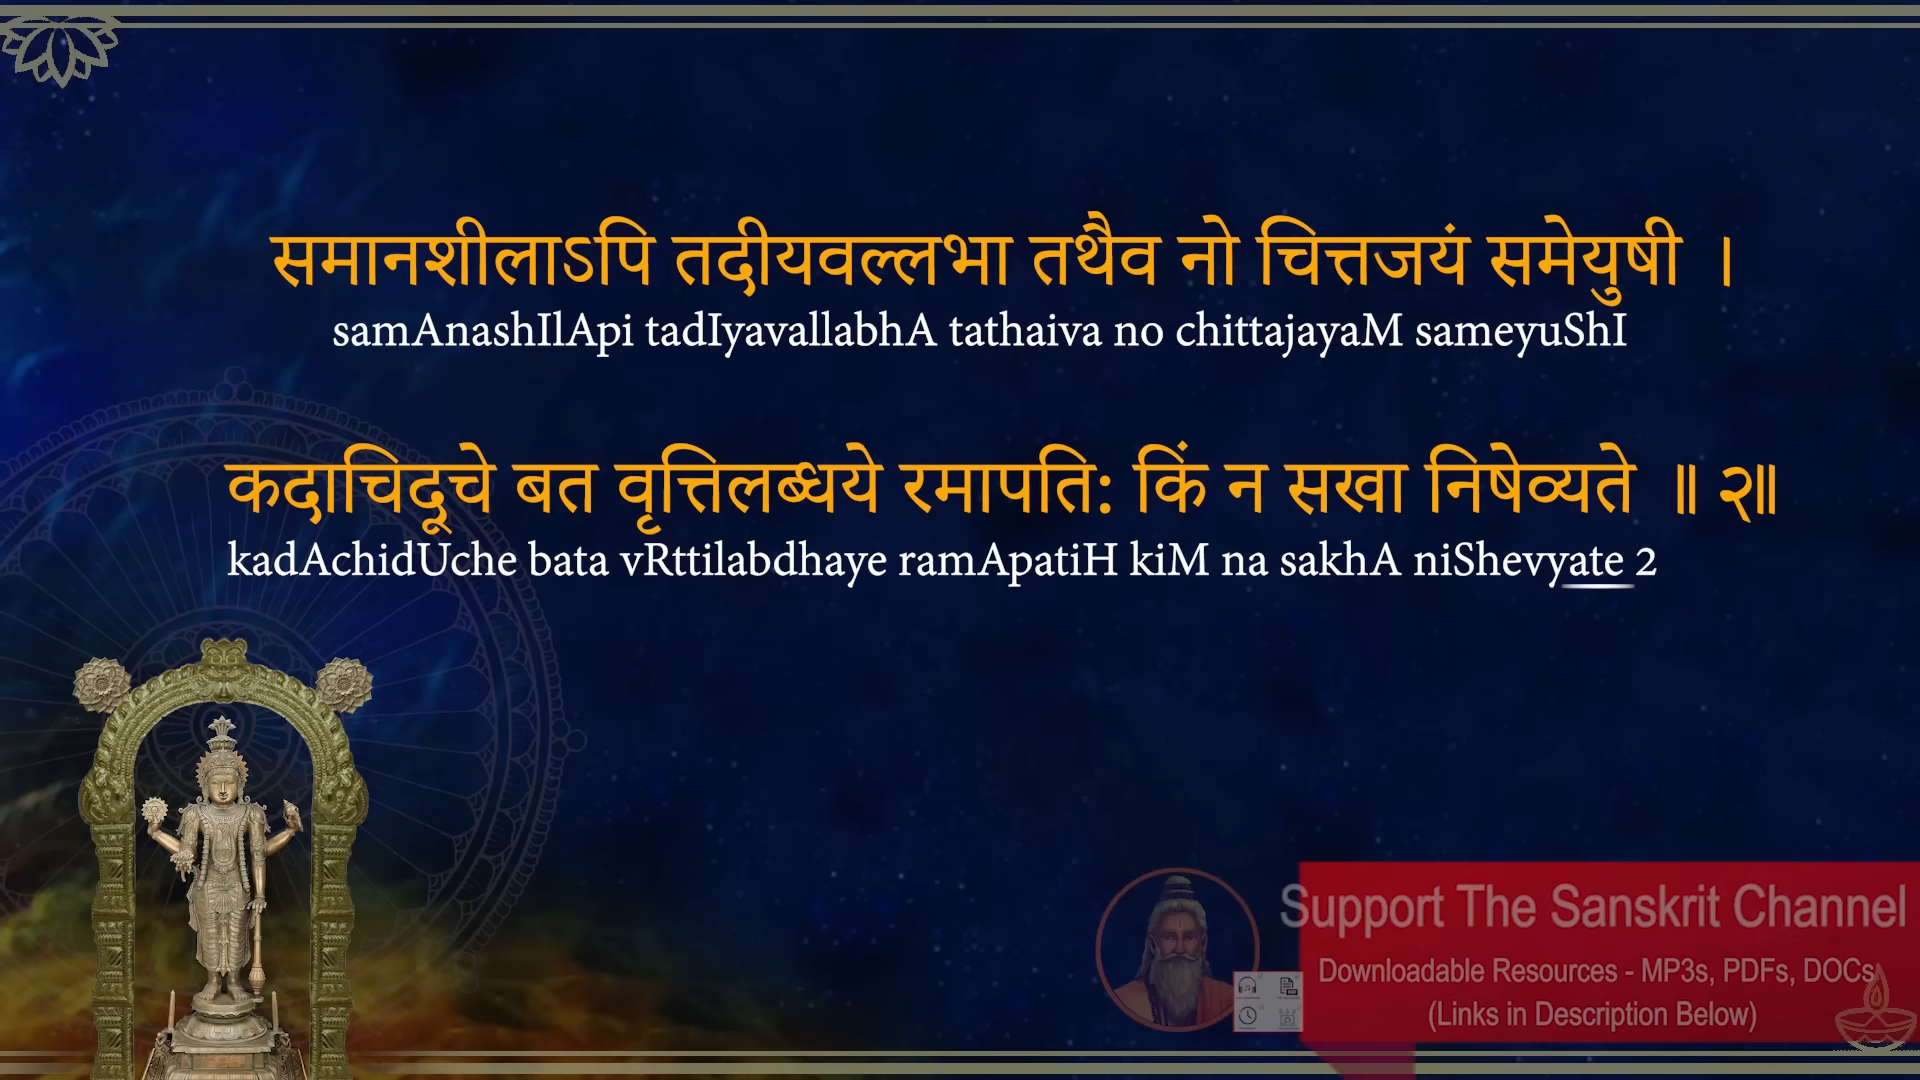 समानशीलाऽपि तदीयवल्लभा तथैव नो चित्तजयं समेयुषी ।
samAnashIlApi tadIyavallabhA tathaiva no chittajayaM sameyuShI
कदाचिदूचे बत वृत्तिलब्धये रमापतिः किं न सखा निषेव्यते ॥ २॥
kadAchidUche bata vRttilabdhaye ramApatiH kiM na sakhA niShevyate 2
Support The Sanskrit Channel
Downloadable Resources - MP3s, PDFs, DOCs
(Links in Description Below)